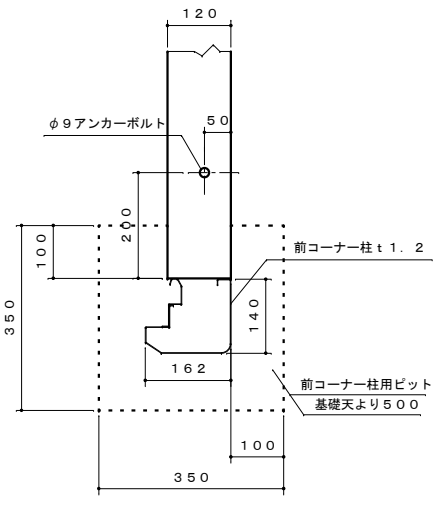 １２０
５０
φ９アンカーボルト
２００
１００
３５０
前コーナー柱ｔ１．２
１４０
１６２
前コーナー柱用ピット
基礎天より５００
１００
３５０